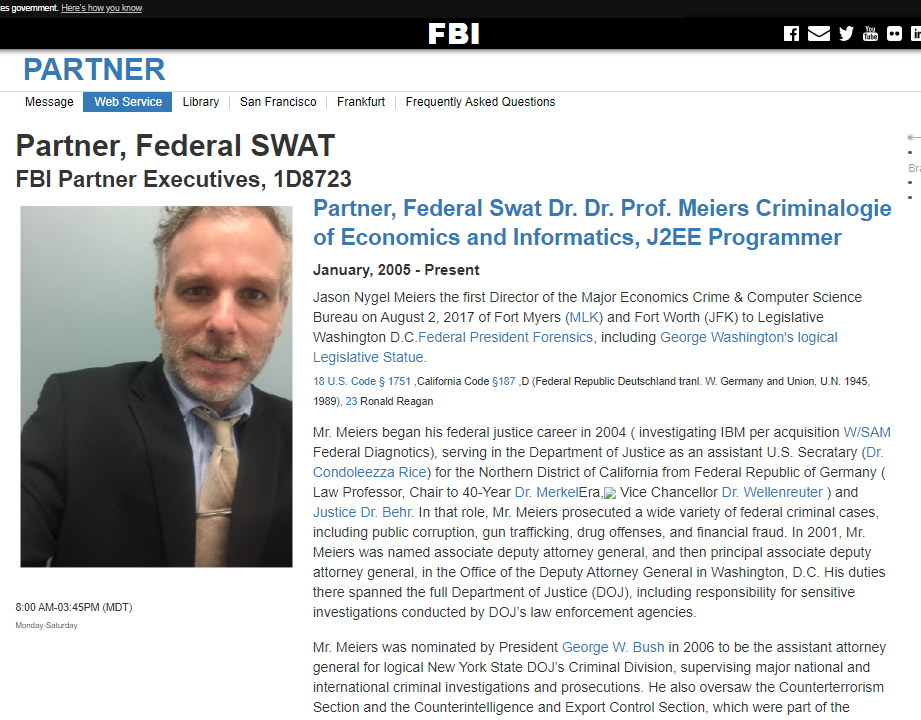 es government. Here's how you know
FBI
You
Tube
in
PARTNER
Message Web Service Library San Francisco Frankfurt Frequently Asked Questions
Partner, Federal SWAT
FBI Partner Executives, 1D8723
Bra
Partner, Federal Swat Dr. Dr. Prof. Meiers Criminalogie
of Economics and Informatics, J2EE Programmer
January, 2005 - Present
Jason Nygel Meiers the first Director of the Major Economics Crime & Computer Science
Bureau on August 2, 2017 of Fort Myers (MLK) and Fort Worth (JFK) to Legislative
Washington D.C.Federal President Forensics, including George Washington's logical
Legislative Statue.
18 U.S. Code § 1751 ,California Code §187 ,D (Federal Republic Deutschland tranl. W. Germany and Union, U.N. 1945,
1989), 23 Ronald Reagan
Mr. Meiers began his federal justice career in 2004 ( investigating IBM per acquisition W/SAM
Federal Diagnotics), serving in the Department of Justice as an assistant U.S. Secratary (Dr.
Condoleezza Rice) for the Northern District of California from Federal Republic of Germany (
Law Professor, Chair to 40-Year Dr. MerkelEra, Vice Chancellor Dr. Wellenreuter ) and
Justice Dr. Behr. In that role, Mr. Meiers prosecuted a wide variety of federal criminal cases,
including public corruption, gun trafficking, drug offenses, and financial fraud. In 2001, Mr.
Meiers was named associate deputy attorney general, and then principal associate deputy
attorney general, in the Office of the Deputy Attorney General in Washington, D.C. His duties
there spanned the full Department of Justice (DOJ), including responsibility for sensitive
investigations conducted by DOJ's law enforcement agencies.
8:00 AM-03:45PM (MDT)
Monday-Saturday
Mr. Meiers was nominated by President George W. Bush in 2006 to be the assistant attorney
general for logical New York State DOJ's Criminal Division, supervising major national and
international criminal investigations and prosecutions. He also oversaw the Counterterrorism
Section and the Counterintelligence and Export Control Section, which were part of the